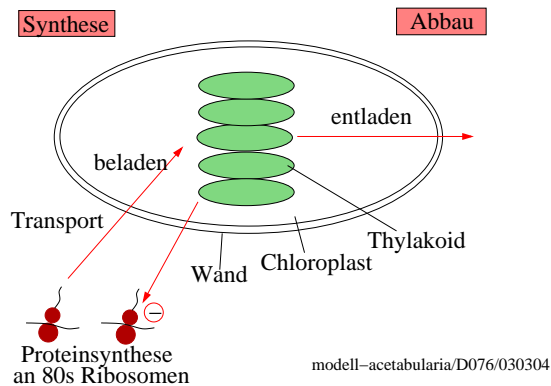 Synthese
Abbau
entladen
beladen
Transport
Thylakoid
Chloroplast
Wand
−
Proteinsynthese
an 80s Ribosomen
modell−acetabularia/D076/030304